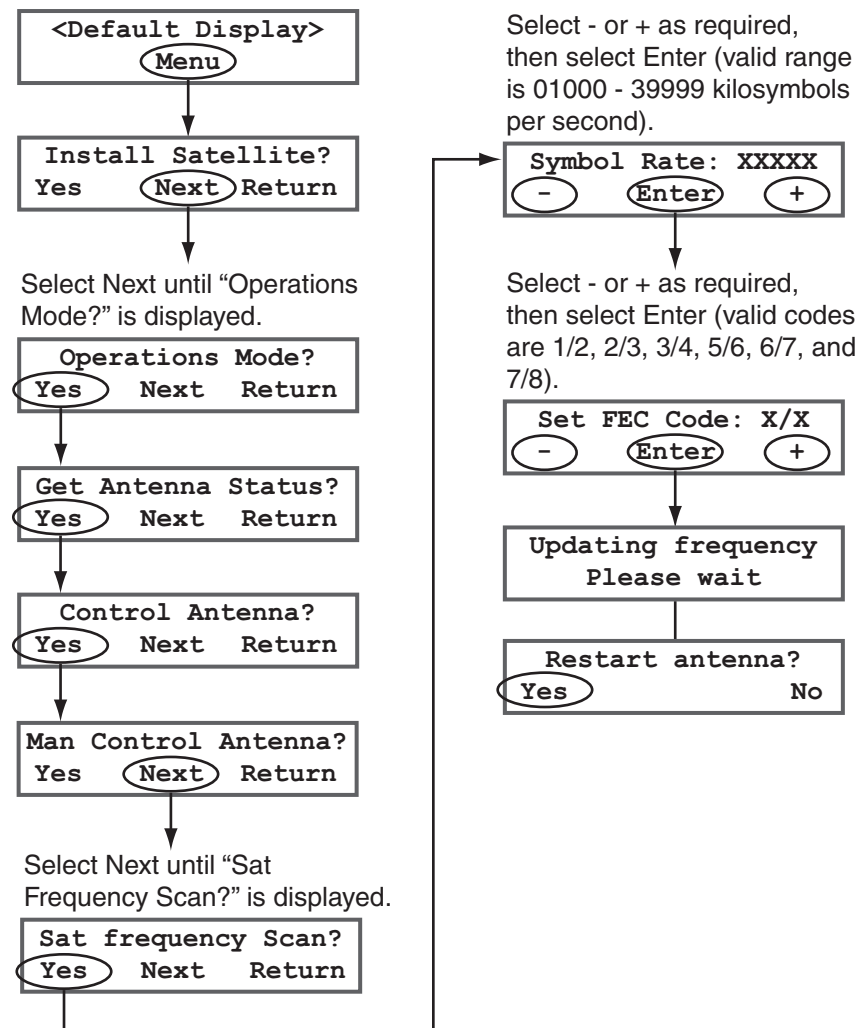 <Default Display>
Menu
Install Satellite?
Yes Next Return
Select Next until “Operations
Mode?” is displayed.
Operations Mode?
Yes Next Return
Get Antenna Status?
Yes Next Return
Control Antenna?
Yes Next Return
Man Control Antenna?
Yes Next Return
Select Next until “Sat
Frequency Scan?” is displayed.
Sat frequency Scan?
Yes Next Return
Select - or + as required,
then select Enter (valid range
is 01000 - 39999 kilosymbols
per second).
Symbol Rate: XXXXX
- Enter +
Select - or + as required,
then select Enter (valid codes
are 1/2, 2/3, 3/4, 5/6, 6/7, and
7/8).
Set FEC Code: X/X
- Enter +
Updating frequency
Please wait
Restart antenna?
Yes No